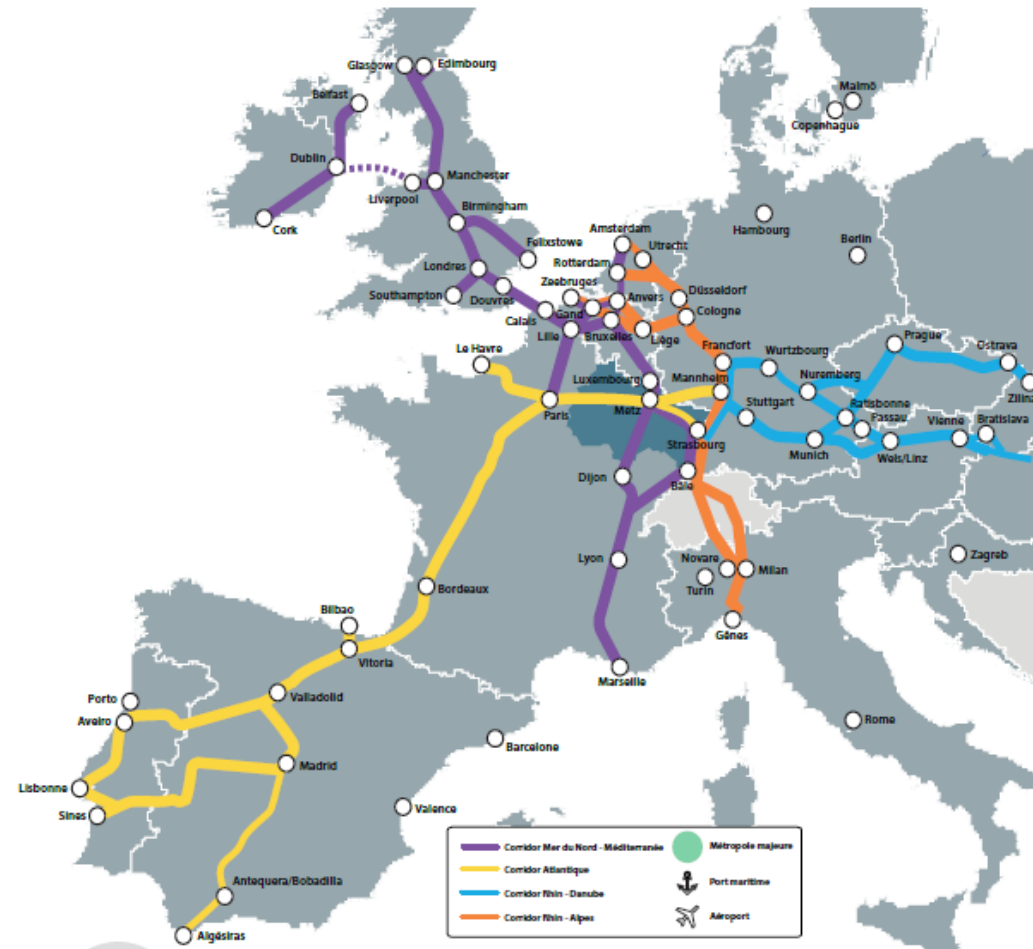 Glasgow
Edimbourg
Belfast
Malmö
Copenhague
Dublin
Manchester
Liverpool
Birmingham
Cork
Amsterdam
Hambourg
Utrecht
Felixstowe
Berlin
Londres
Rotterdam
Zeebruges
Düsseldorf
Southampton
Douvres
Anvers
Gand
Cologne
Calais
Lille
Bruxelles
Liège
Prague
Ostrava
Le Havre
Francfort
Wurtzbourg
Nuremberg
Luxembourg
Mannheim
Zilina
Stuttgart
Ratisbonne
Paris
Metz
Passau
Vienne
Bratislava
Strasbourg
Munich
Wels/Linz
Dijon
Bâle
Lyon
Novare
Milan
Zagreb
Turin
Bordeaux
Bilbao
Gênes
Vitoria
Marseille
Porto
Valladolid
Aveiro
Rome
Barcelone
Madrid
Lisbonne
Sines
Valence
Corridor Mer du Nord - Méditerranée
Métropole majeure
Corridor Atlantique
Port maritime
Corridor Rhin - Danube
Corridor Rhin - Alpes
Aéroport
Antequera/Bobadilla
Algésiras